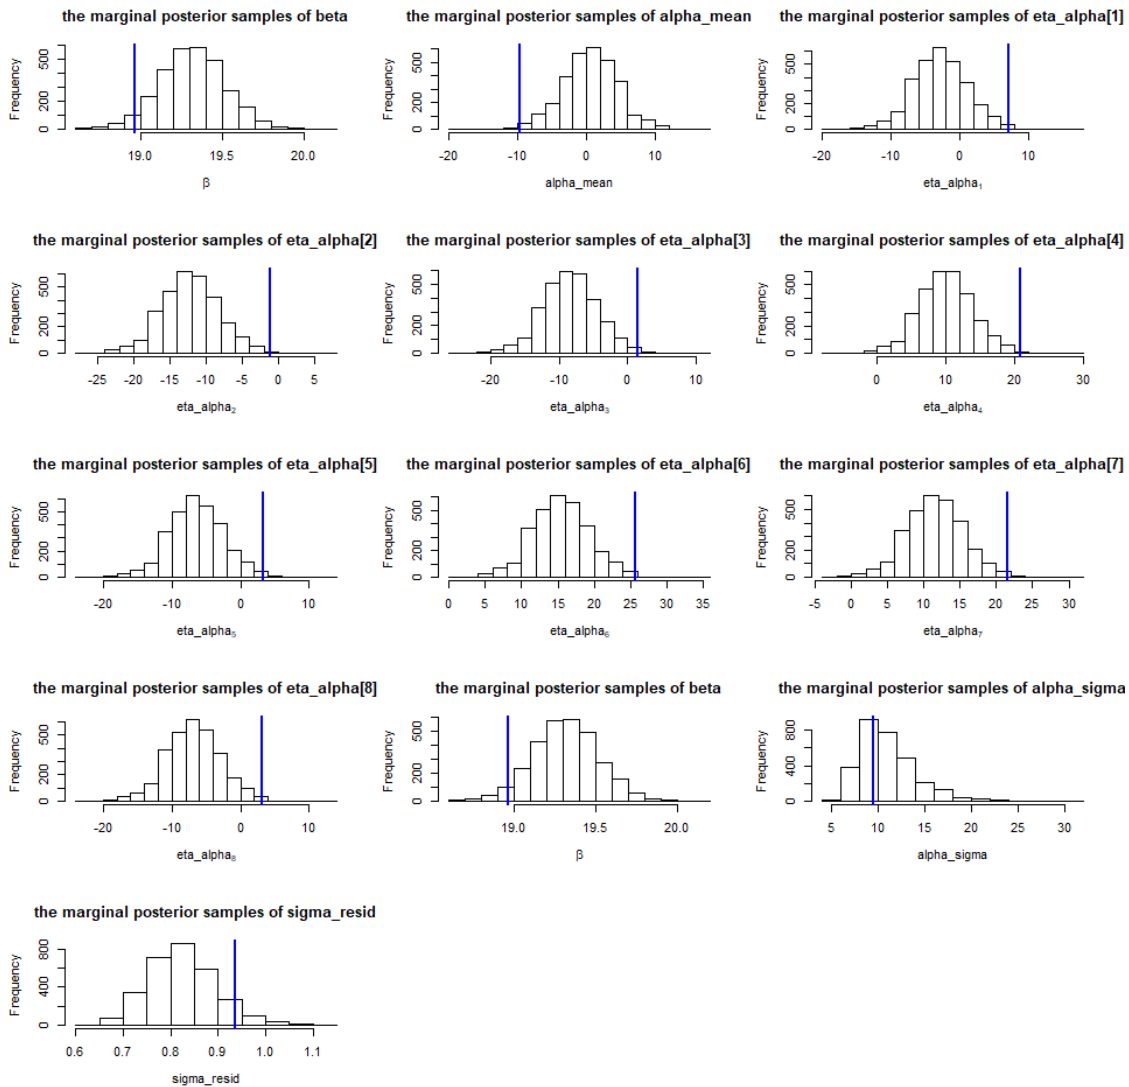 the marginal posterior samples of beta
Frequency
0 200 500
19.0 19.5 20.0
β
the marginal posterior samples of alpha_mean
Frequency
0 200 500
-20 -10 0 10
alpha_mean
the marginal posterior samples of eta_alpha[1]
Frequency
0 200 500
-20 -10 0 10
eta_alpha₁
the marginal posterior samples of eta_alpha[2]
Frequency
0 200 500
-25 -20 -15 -10 -5 0 5
eta_alpha₂
the marginal posterior samples of eta_alpha[3]
Frequency
0 200 500
-20 -10 0 10
eta_alpha₃
the marginal posterior samples of eta_alpha[4]
Frequency
0 200 500
0 10 20 30
eta_alpha₄
the marginal posterior samples of eta_alpha[5]
Frequency
0 200 500
-20 -10 0 10
eta_alpha₅
the marginal posterior samples of eta_alpha[6]
Frequency
0 200 500
0 5 10 15 20 25 30 35
eta_alpha₆
the marginal posterior samples of eta_alpha[7]
Frequency
0 200 500
-5 0 5 10 15 20 25 30
eta_alpha₇
the marginal posterior samples of eta_alpha[8]
Frequency
0 200 500
-20 -10 0 10
eta_alpha₈
the marginal posterior samples of beta
Frequency
0 200 500
19.0 19.5 20.0
β
the marginal posterior samples of alpha_sigma
Frequency
0 400 800
5 10 15 20 25 30
alpha_sigma
the marginal posterior samples of sigma_resid
Frequency
0 400 800
0.6 0.7 0.8 0.9 1.0 1.1
sigma_resid